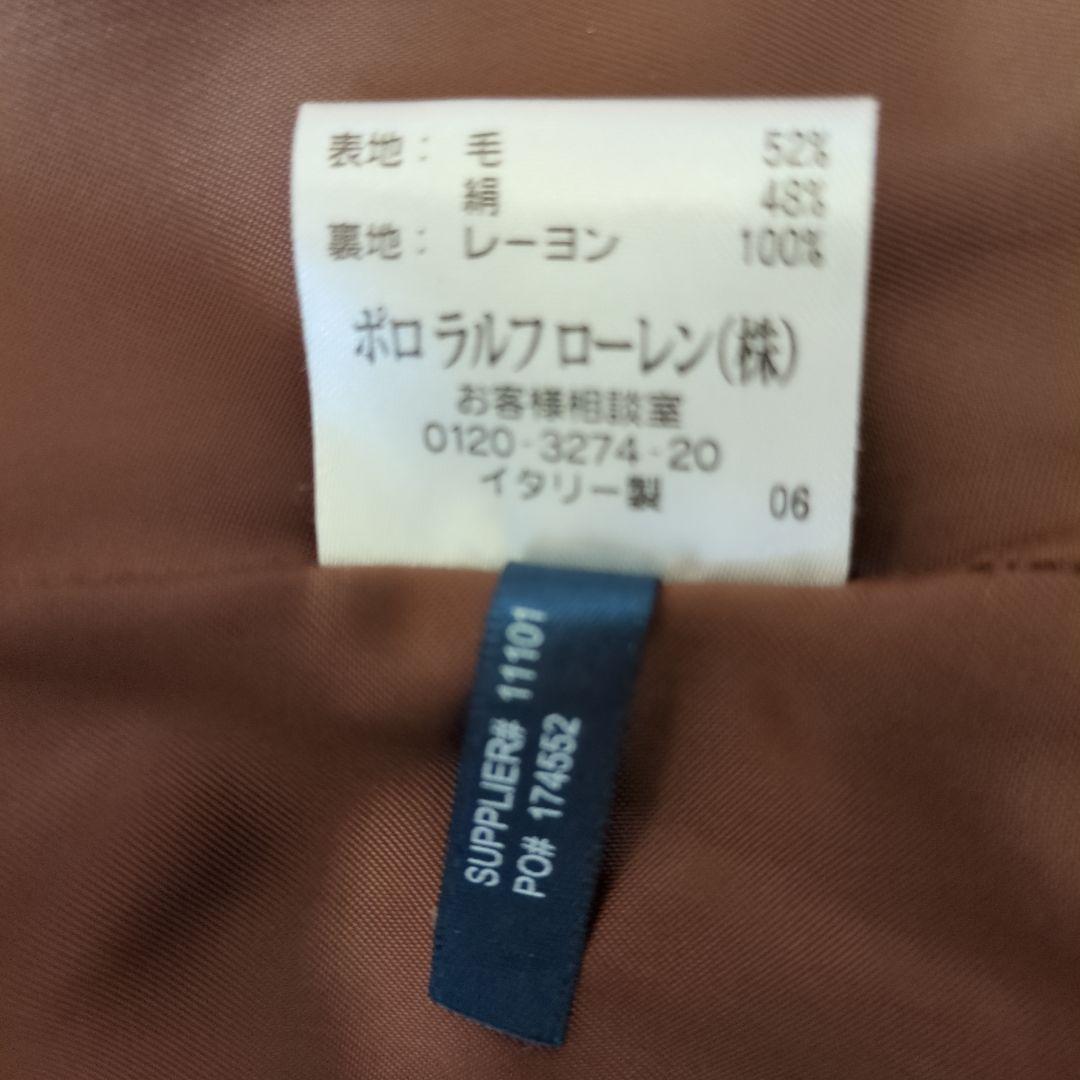 表地: 毛 52%
絹 48%
裏地: レーヨン 100%
ポロ ラルフ ローレン(株)
お客様相談室
0120-3274-20
イタリー製 06
SUPPLIER# 11101
PO# 174552